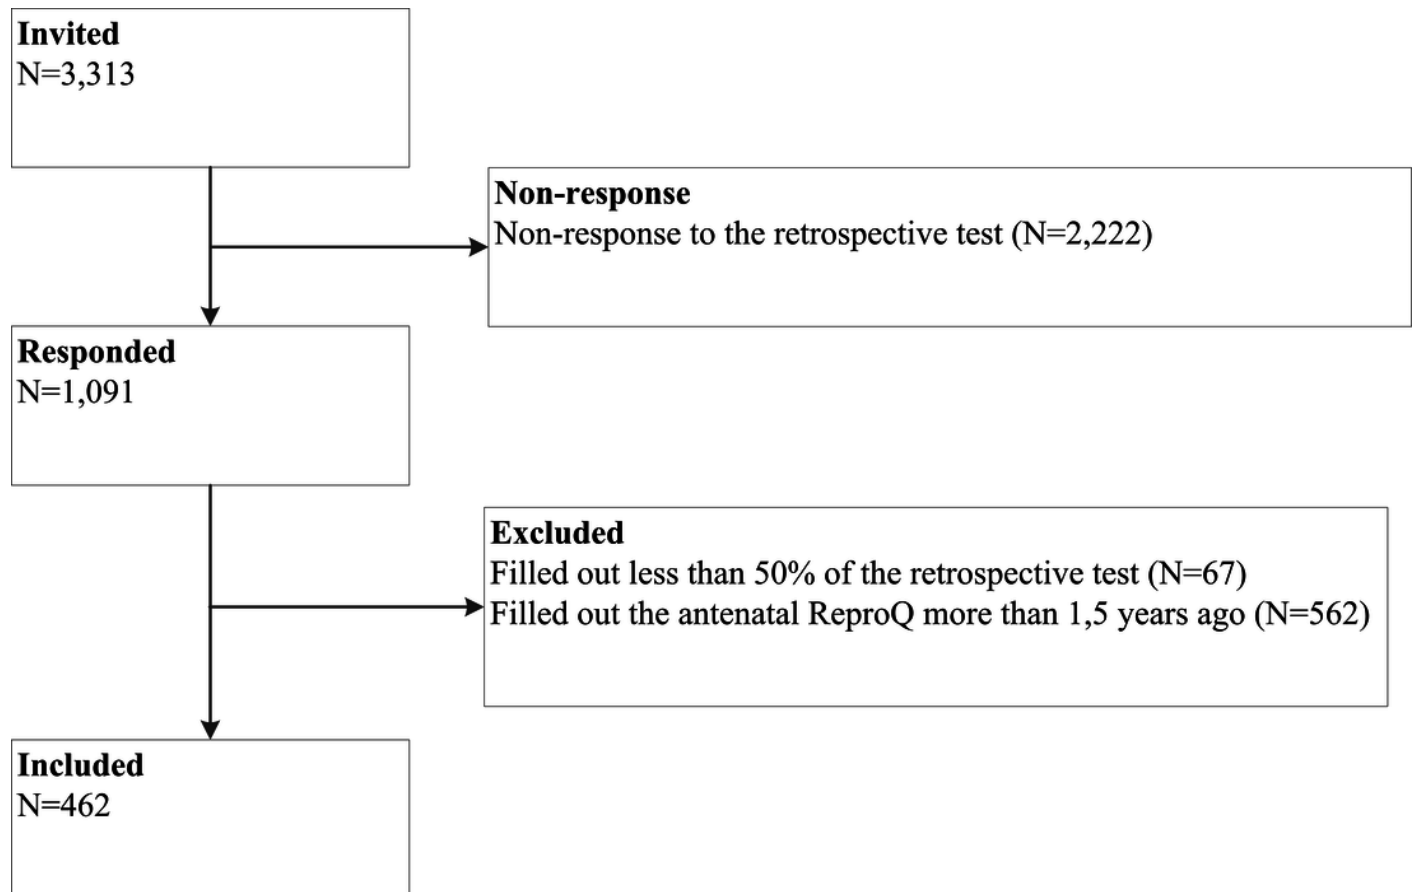 Invited
N=3,313
Non-response
Non-response to the retrospective test (N=2,222)
Responded
N=1,091
Excluded
Filled out less than 50% of the retrospective test (N=67)
Filled out the antenatal ReproQ more than 1,5 years ago (N=562)
Included
N=462